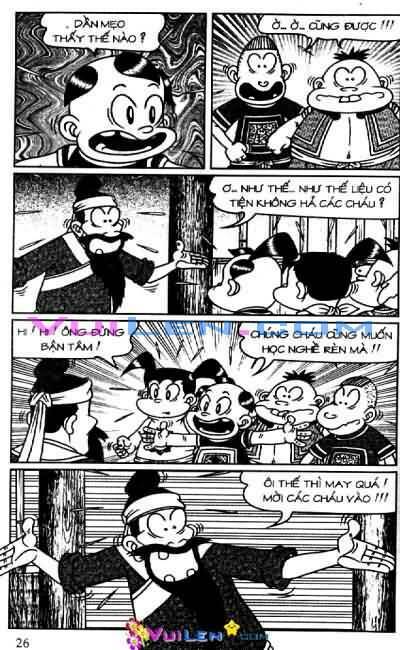 DẦN MẸO
THẤY THẾ NÀO ?
Ờ... Ờ... CŨNG ĐƯỢC !!!
Ơ... NHƯ THẾ... NHƯ THẾ LIỆU CÓ
TIỆN KHÔNG HẢ CÁC CHÁU ?
HI ! HI ! ÔNG ĐỪNG
BẬN TÂM !
CHÚNG CHÁU CŨNG MUỐN
HỌC NGHỀ RÈN MÀ !!
VUILEN.COM
ÔI THẾ THÌ MAY QUÁ !
MỜI CÁC CHÁU VÀO !!!
26
VUILEN.COM